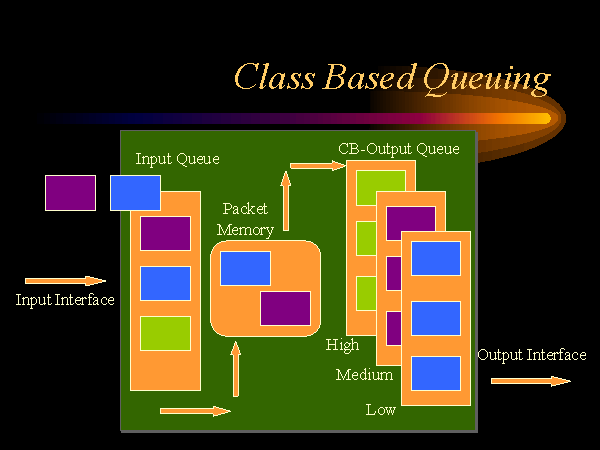 Class Based Queuing
CB-Output Queue
Input Queue
Packet
Memory
Input Interface
High
Output Interface
Medium
Low